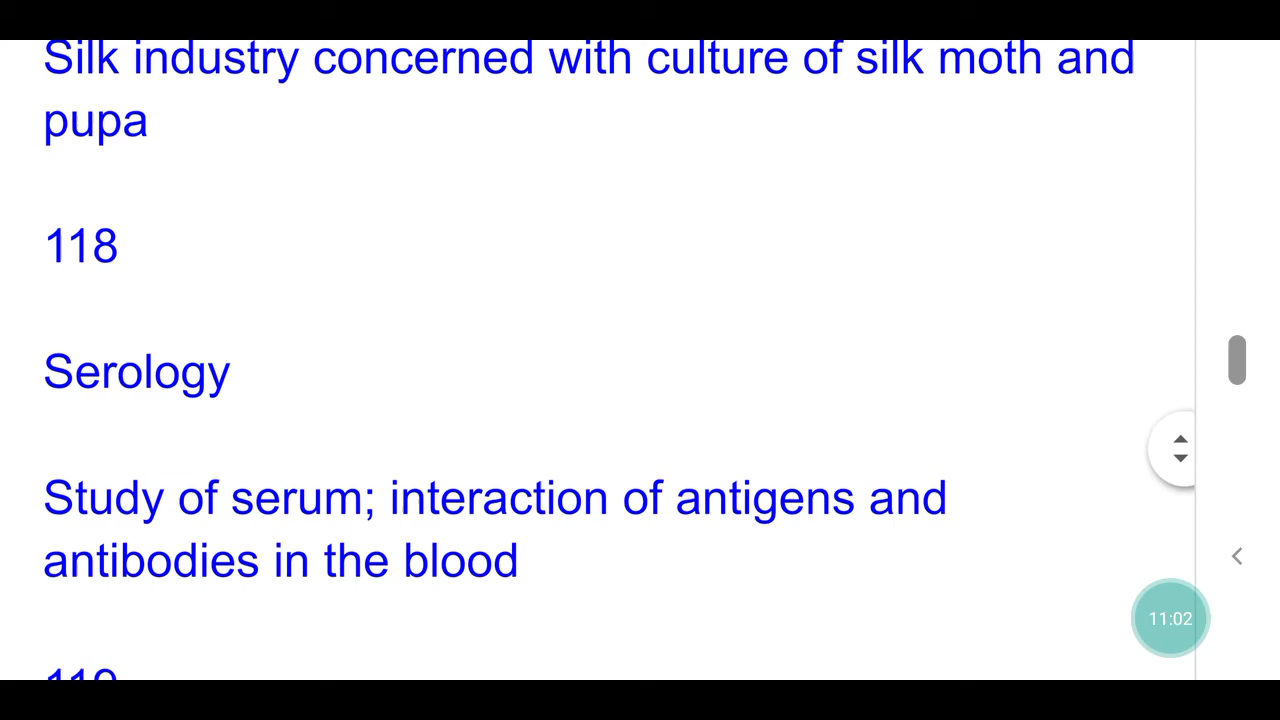 Silk industry concerned with culture of silk moth and
pupa
118
Serology
Study of serum; interaction of antigens and
antibodies in the blood
119
11:02